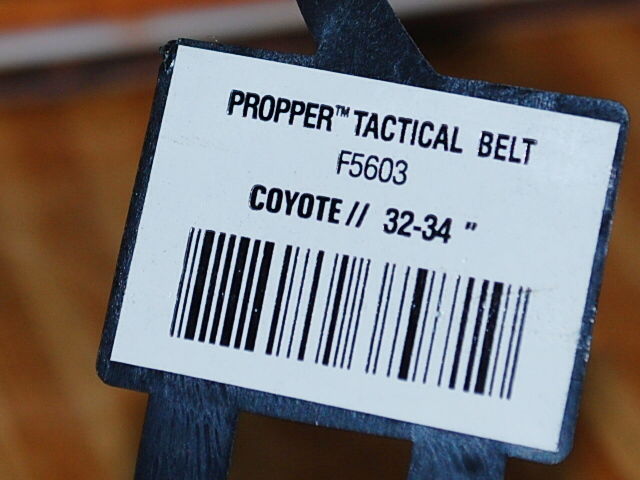 PROPPER™ TACTICAL BELT
F5603
COYOTE// 32-34 "